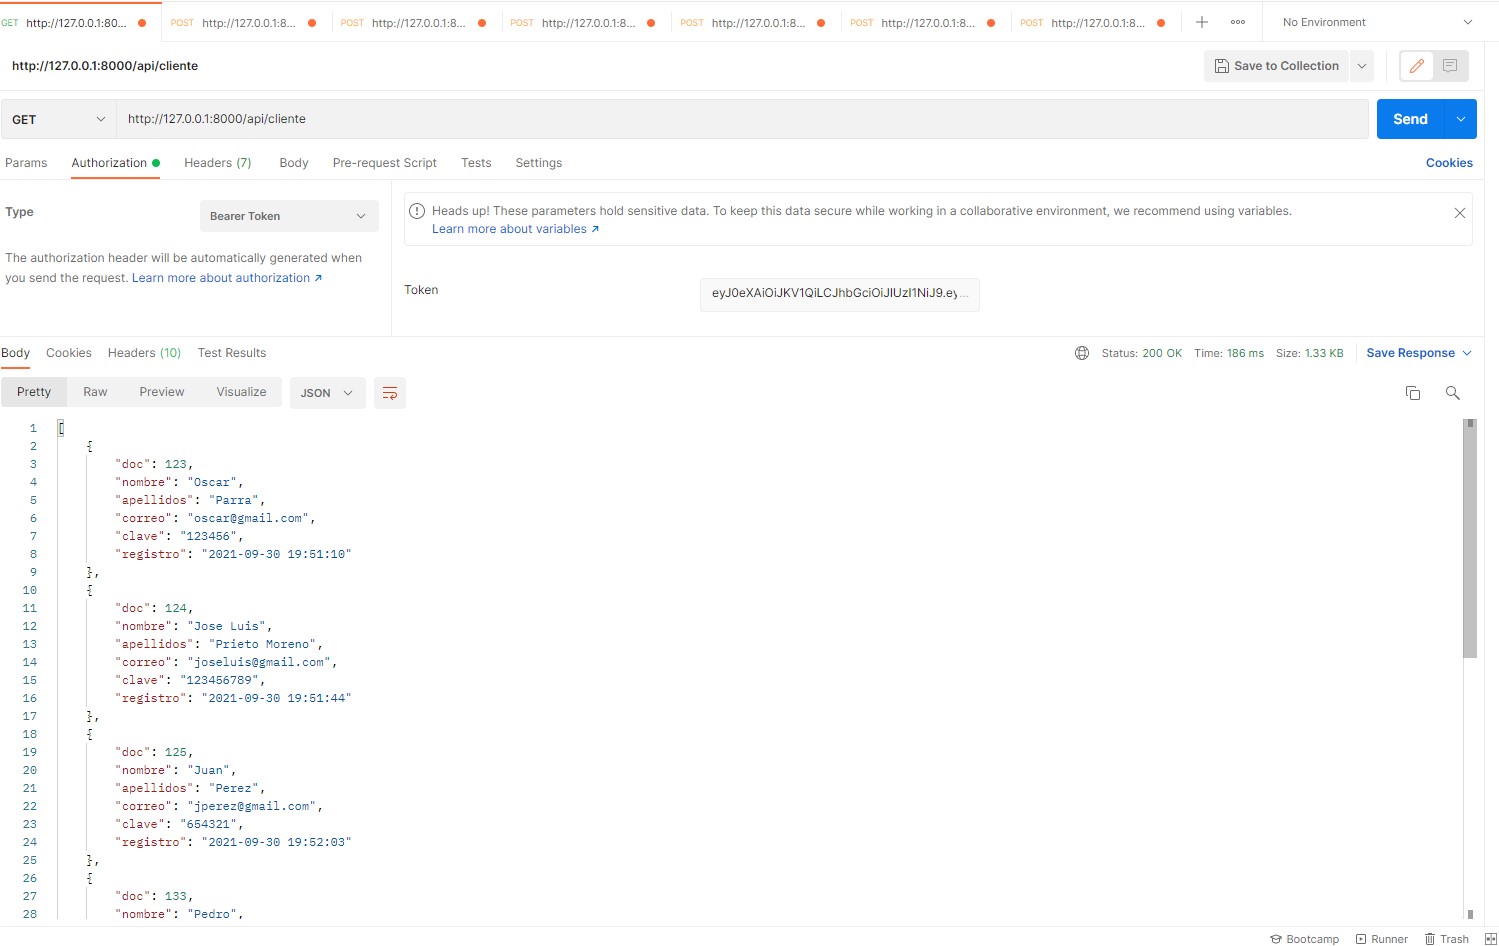 GET http://127.0.0.1:80... POST http://127.0.0.1:8... POST http://127.0.0.1:8... POST http://127.0.0.1:8... POST http://127.0.0.1:8... POST http://127.0.0.1:8... POST http://127.0.0.1:8... No Environment
http://127.0.0.1:8000/api/cliente Save to Collection
GET http://127.0.0.1:8000/api/cliente Send
Params Authorization Headers (7) Body Pre-request Script Tests Settings Cookies
Type Bearer Token
The authorization header will be automatically generated when
you send the request. Learn more about authorization ↗
Heads up! These parameters hold sensitive data. To keep this data secure while working in a collaborative environment, we recommend using variables.
Learn more about variables ↗
Token eyJ0eXAiOiJKV1QiLCJhbGciOiJIUzI1NiJ9.ey...
Body Cookies Headers (10) Test Results Status: 200 OK Time: 186 ms Size: 1.33 KB Save Response
Pretty Raw Preview Visualize JSON
1 [
2 {
3 "doc": 123,
4 "nombre": "Oscar",
5 "apellidos": "Parra",
6 "correo": "oscar@gmail.com",
7 "clave": "123456",
8 "registro": "2021-09-30 19:51:10"
9 },
10 {
11 "doc": 124,
12 "nombre": "Jose Luis",
13 "apellidos": "Prieto Moreno",
14 "correo": "joseluis@gmail.com",
15 "clave": "123456789",
16 "registro": "2021-09-30 19:51:44"
17 },
18 {
19 "doc": 125,
20 "nombre": "Juan",
21 "apellidos": "Perez",
22 "correo": "jperez@gmail.com",
23 "clave": "654321",
24 "registro": "2021-09-30 19:52:03"
25 },
26 {
27 "doc": 133,
28 "nombre": "Pedro",
Bootcamp Runner Trash